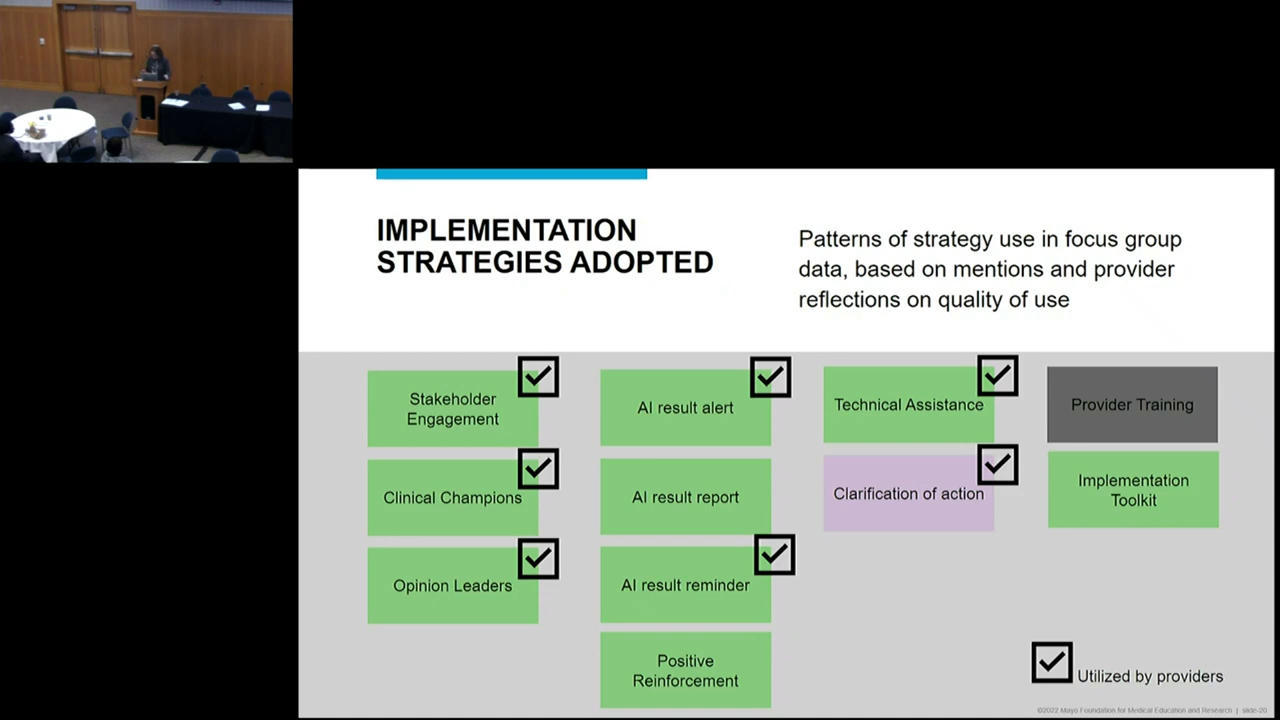 IMPLEMENTATION
STRATEGIES ADOPTED
Patterns of strategy use in focus group
data, based on mentions and provider
reflections on quality of use
Stakeholder
Engagement
Clinical Champions
Opinion Leaders
AI result alert
AI result report
AI result reminder
Positive
Reinforcement
Technical Assistance
Clarification of action
Provider Training
Implementation
Toolkit
Utilized by providers
©2022 Mayo Foundation for Medical Education and Research | slide-20